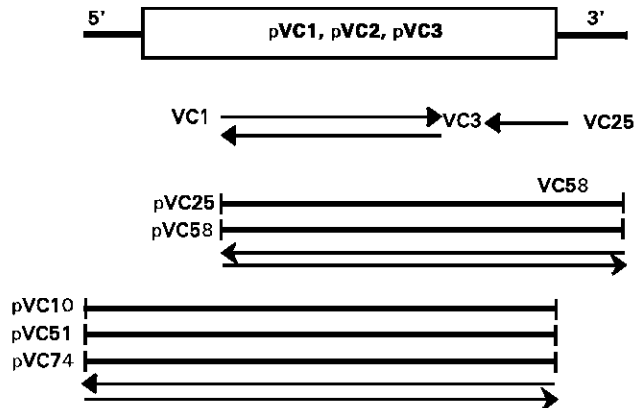 5’ pVC1, pVC2, pVC3 3’
VC1 VC3 VC25
VC58
pVC25
pVC58
pVC10
pVC51
pVC74